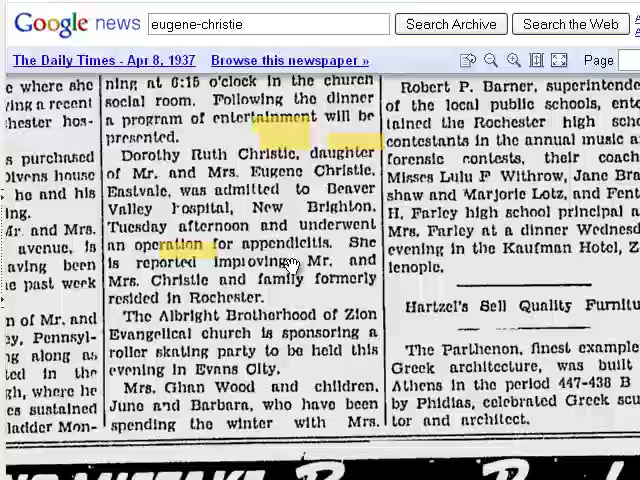 Google news eugene-christie Search Archive Search the Web
The Daily Times - Apr 8, 1937 Browse this newspaper » Page
e where she
ying a recent
hester hos-
s purchased
Olvens house
he and his
ing.
Mr. and Mrs.
avenue, is
aving been
e past week
n of Mr. and
ey, Pennsyl-
ng along as
ted in the
gh, where he
es sustained
ladder Mon-
ning at 6:15 o'clock in the church
social room. Following the dinner
a program of entertainment will be
presented.
Dorothy Ruth Christie, daughter
of Mr. and Mrs. Eugene Christie,
Eastvale, was admitted to Beaver
Valley Hospital, New Brighton,
Tuesday afternoon and underwent
an operation for appendicitis. She
is reported improving. Mr. and
Mrs. Christie and family formerly
resided in Rochester.
The Albright Brotherhood of Zion
Evangelical church is sponsoring a
roller skating party to be held this
evening in Evans City.
Mrs. Ghan Wood and children,
June and Barbara, who have been
spending the winter with Mrs.
Robert P. Barner, superintende
of the local public schools, ente
tained the Rochester high scho
contestants in the annual music a
forensic contests, their coach
Misses Lulu F Withrow, Jane Bra
shaw and Marjorie Lotz, and Fent
H. Farley high school principal a
Mrs. Farley at a dinner Wednesd
evening in the Kaufman Hotel, Z
lenople.
Hartzel's Sell Quality Furnitu
The Parthenon, finest example
Greek architecture, was built
Athens in the period 447-438 B
by Phidias, celebrated Greek scu
tor and architect.